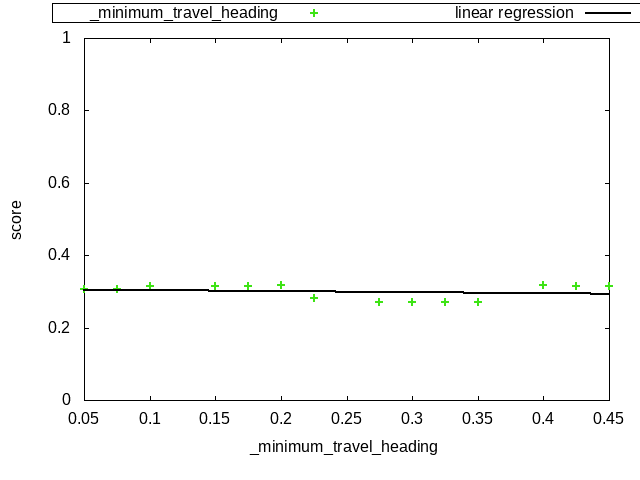 _minimum_travel_heading linear regression
1
0.8
0.6
0.4
0.2
0
score
0.05 0.1 0.15 0.2 0.25 0.3 0.35 0.4 0.45
_minimum_travel_heading